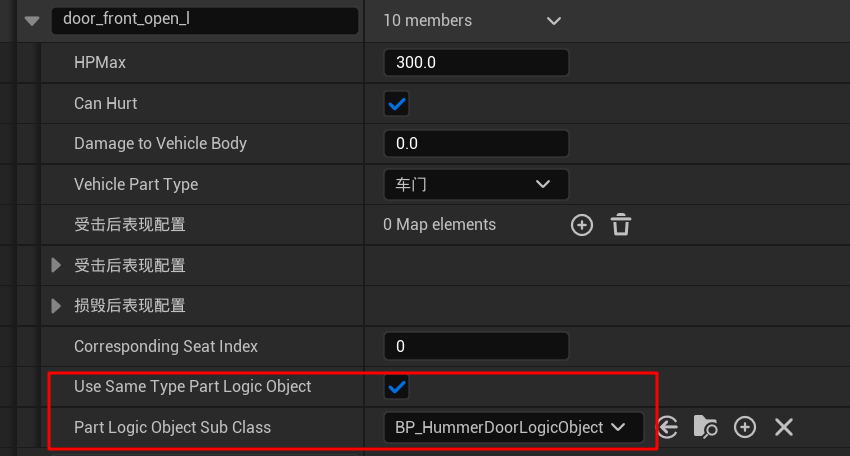 door_front_open_l 10 members
HPMax 300.0
Can Hurt
Damage to Vehicle Body 0.0
Vehicle Part Type 车门
受击后表现配置 0 Map elements
受击后表现配置
损毁后表现配置
Corresponding Seat Index 0
Use Same Type Part Logic Object
Part Logic Object Sub Class BP_HummerDoorLogicObject